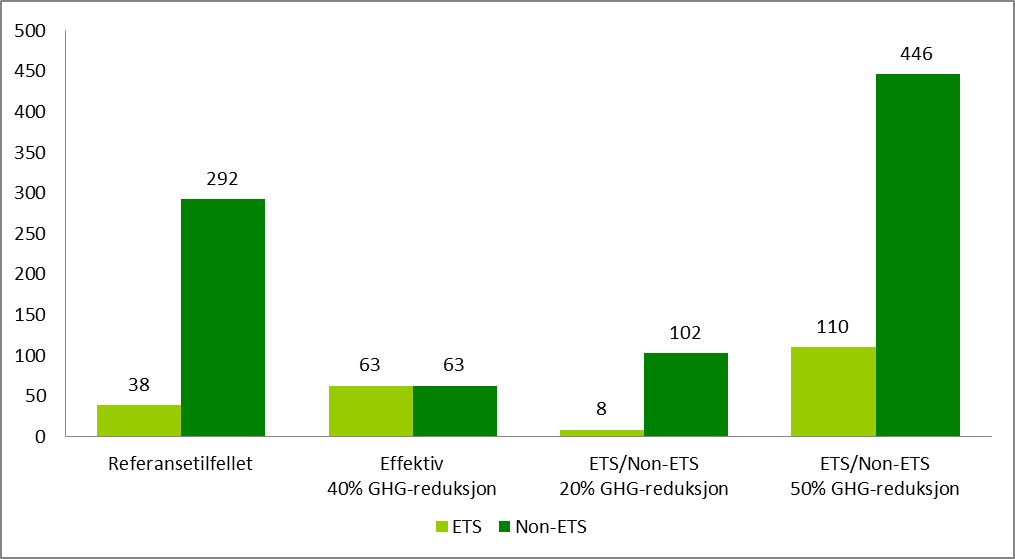 500
450
400
350
300
250
200
150
100
50
0
38
292
63
63
8
102
110
446
Referansetilfellet
Effektiv
40% GHG-reduksjon
ETS/Non-ETS
20% GHG-reduksjon
ETS/Non-ETS
50% GHG-reduksjon
ETS
Non-ETS